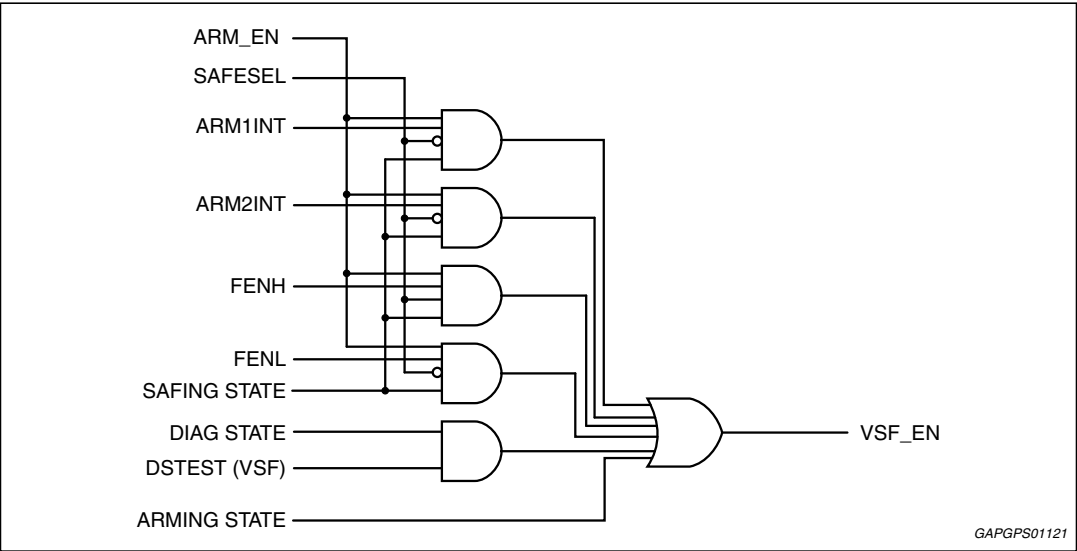 ARM_EN
SAFESEL
ARM1INT
ARM2INT
FENH
FENL
SAFING STATE
DIAG STATE
VSF_EN
DSTEST (VSF)
ARMING STATE
GAPGPS01121